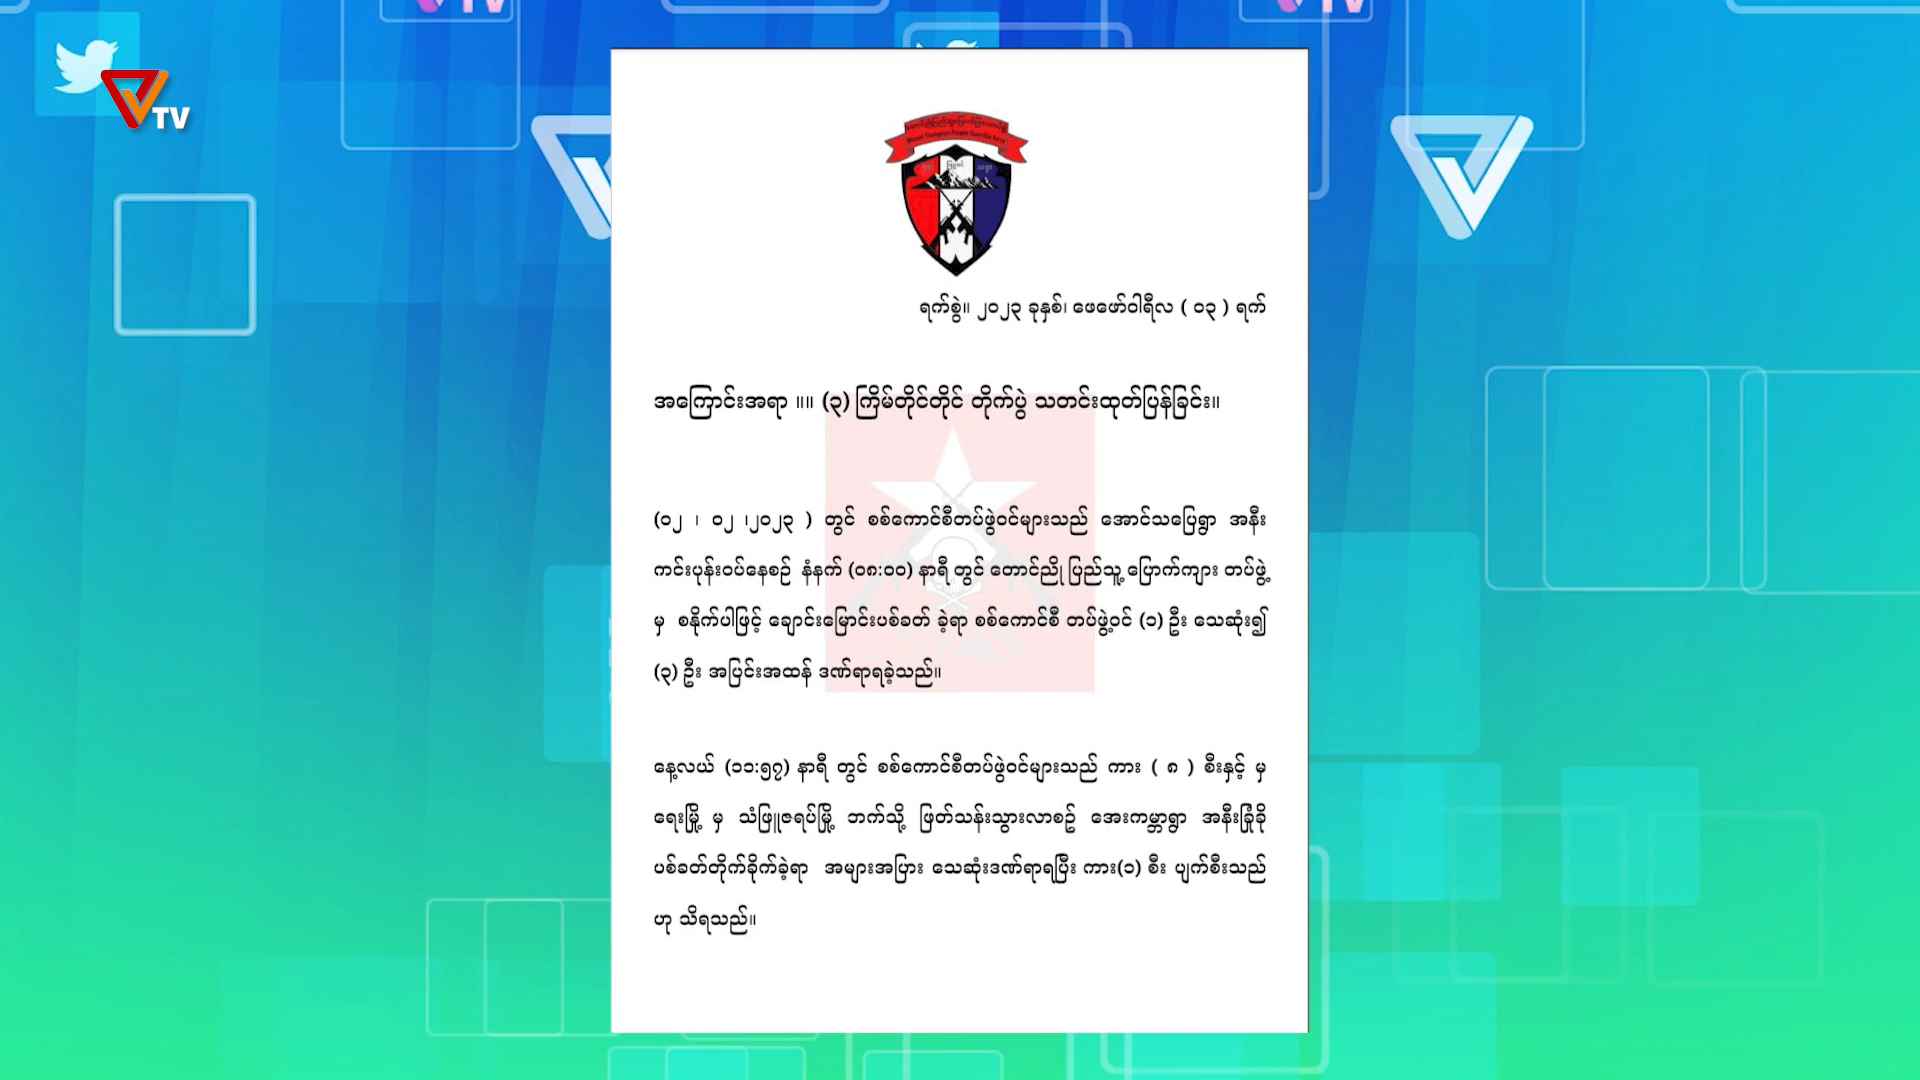 TV
TV
TV
ရက်စွဲ။ ၂၀၂၃ ခုနှစ်၊ ဖေဖော်ဝါရီလ ( ၀၃ ) ရက်
အကြောင်းအရာ ။။ (၃) ကြိမ်တိုင်တိုင် တိုက်ပွဲ သတင်းထုတ်ပြန်ခြင်း။
(၀၂ ၊ ၀၂ ၊၂၀၂၃ ) တွင် စစ်ကောင်စီတပ်ဖွဲဝင်များသည် အောင်သပြေရွာ အနီး
ကင်းပုန်းဝပ်နေစဉ် နံနက် (၀၈:၀၀) နာရီ တွင် တောင်ညို ပြည်သူ့ ပြောက်ကျား တပ်ဖွဲ့
မှ စနိုက်ပါဖြင့် ချောင်းမြောင်းပစ်ခတ် ခဲ့ရာ စစ်ကောင်စီ တပ်ဖွဲ့ဝင် (၁) ဦး သေဆုံး၍
(၃) ဦး အပြင်းအထန် ဒဏ်ရာရခဲ့သည်။
နေ့လယ် (၁၁:၅၇) နာရီ တွင် စစ်ကောင်စီတပ်ဖွဲဝင်များသည် ကား ( ၈ ) စီးနှင့် မှ
ရေးမြို့ မှ သံဖြူဇရပ်မြို့ ဘက်သို့ ဖြတ်သန်းသွားလာစဉ် အေးကမ္ဘာရွာ အနီးခြုံခို
ပစ်ခတ်တိုက်ခိုက်ခဲ့ရာ အများအပြား သေဆုံးဒဏ်ရာရပြီး ကား(၁) စီး ပျက်စီးသည်
ဟု သိရသည်။